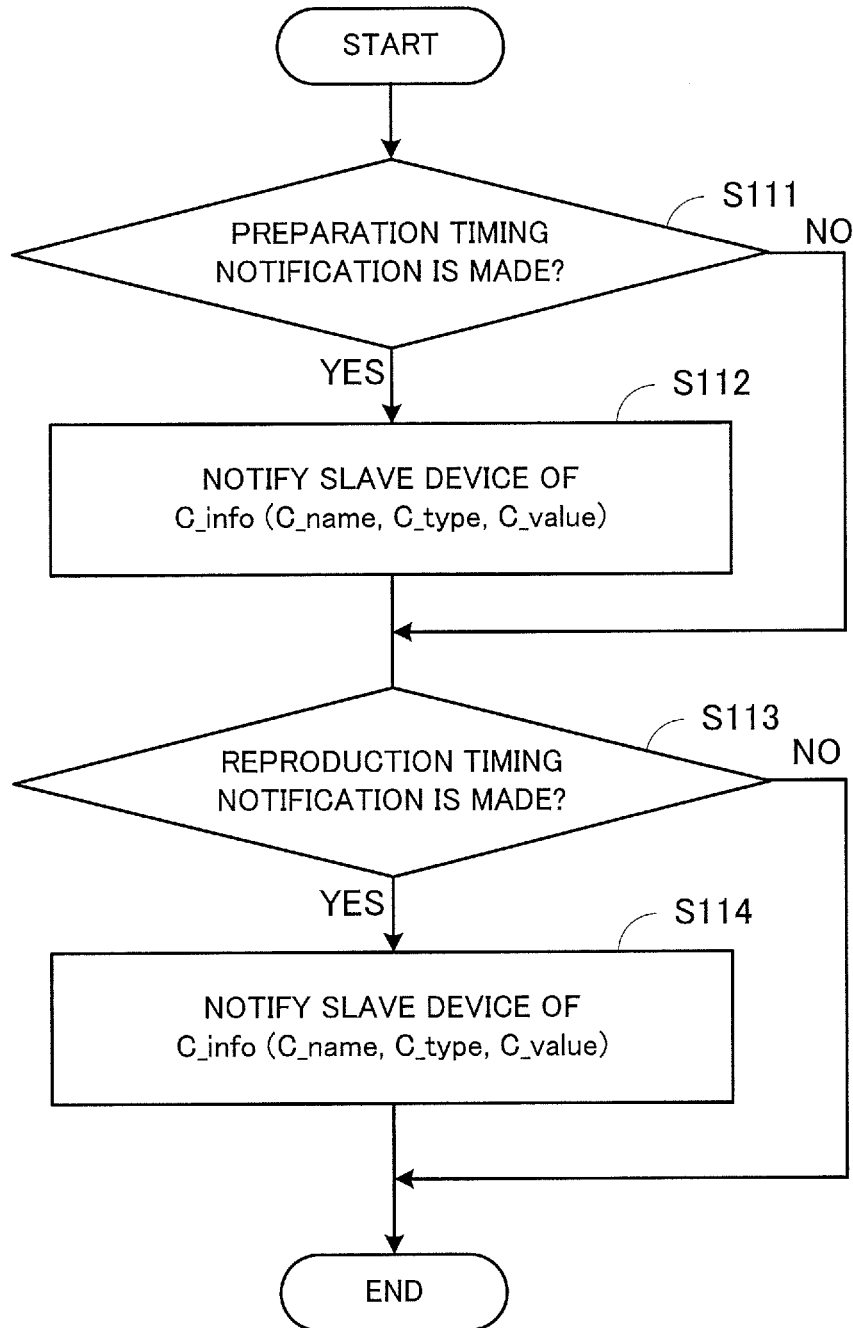 START
S111
PREPARATION TIMING
NOTIFICATION IS MADE?
NO
YES
S112
NOTIFY SLAVE DEVICE OF
C_info (C_name, C_type, C_value)
S113
REPRODUCTION TIMING
NOTIFICATION IS MADE?
NO
YES
S114
NOTIFY SLAVE DEVICE OF
C_info (C_name, C_type, C_value)
END